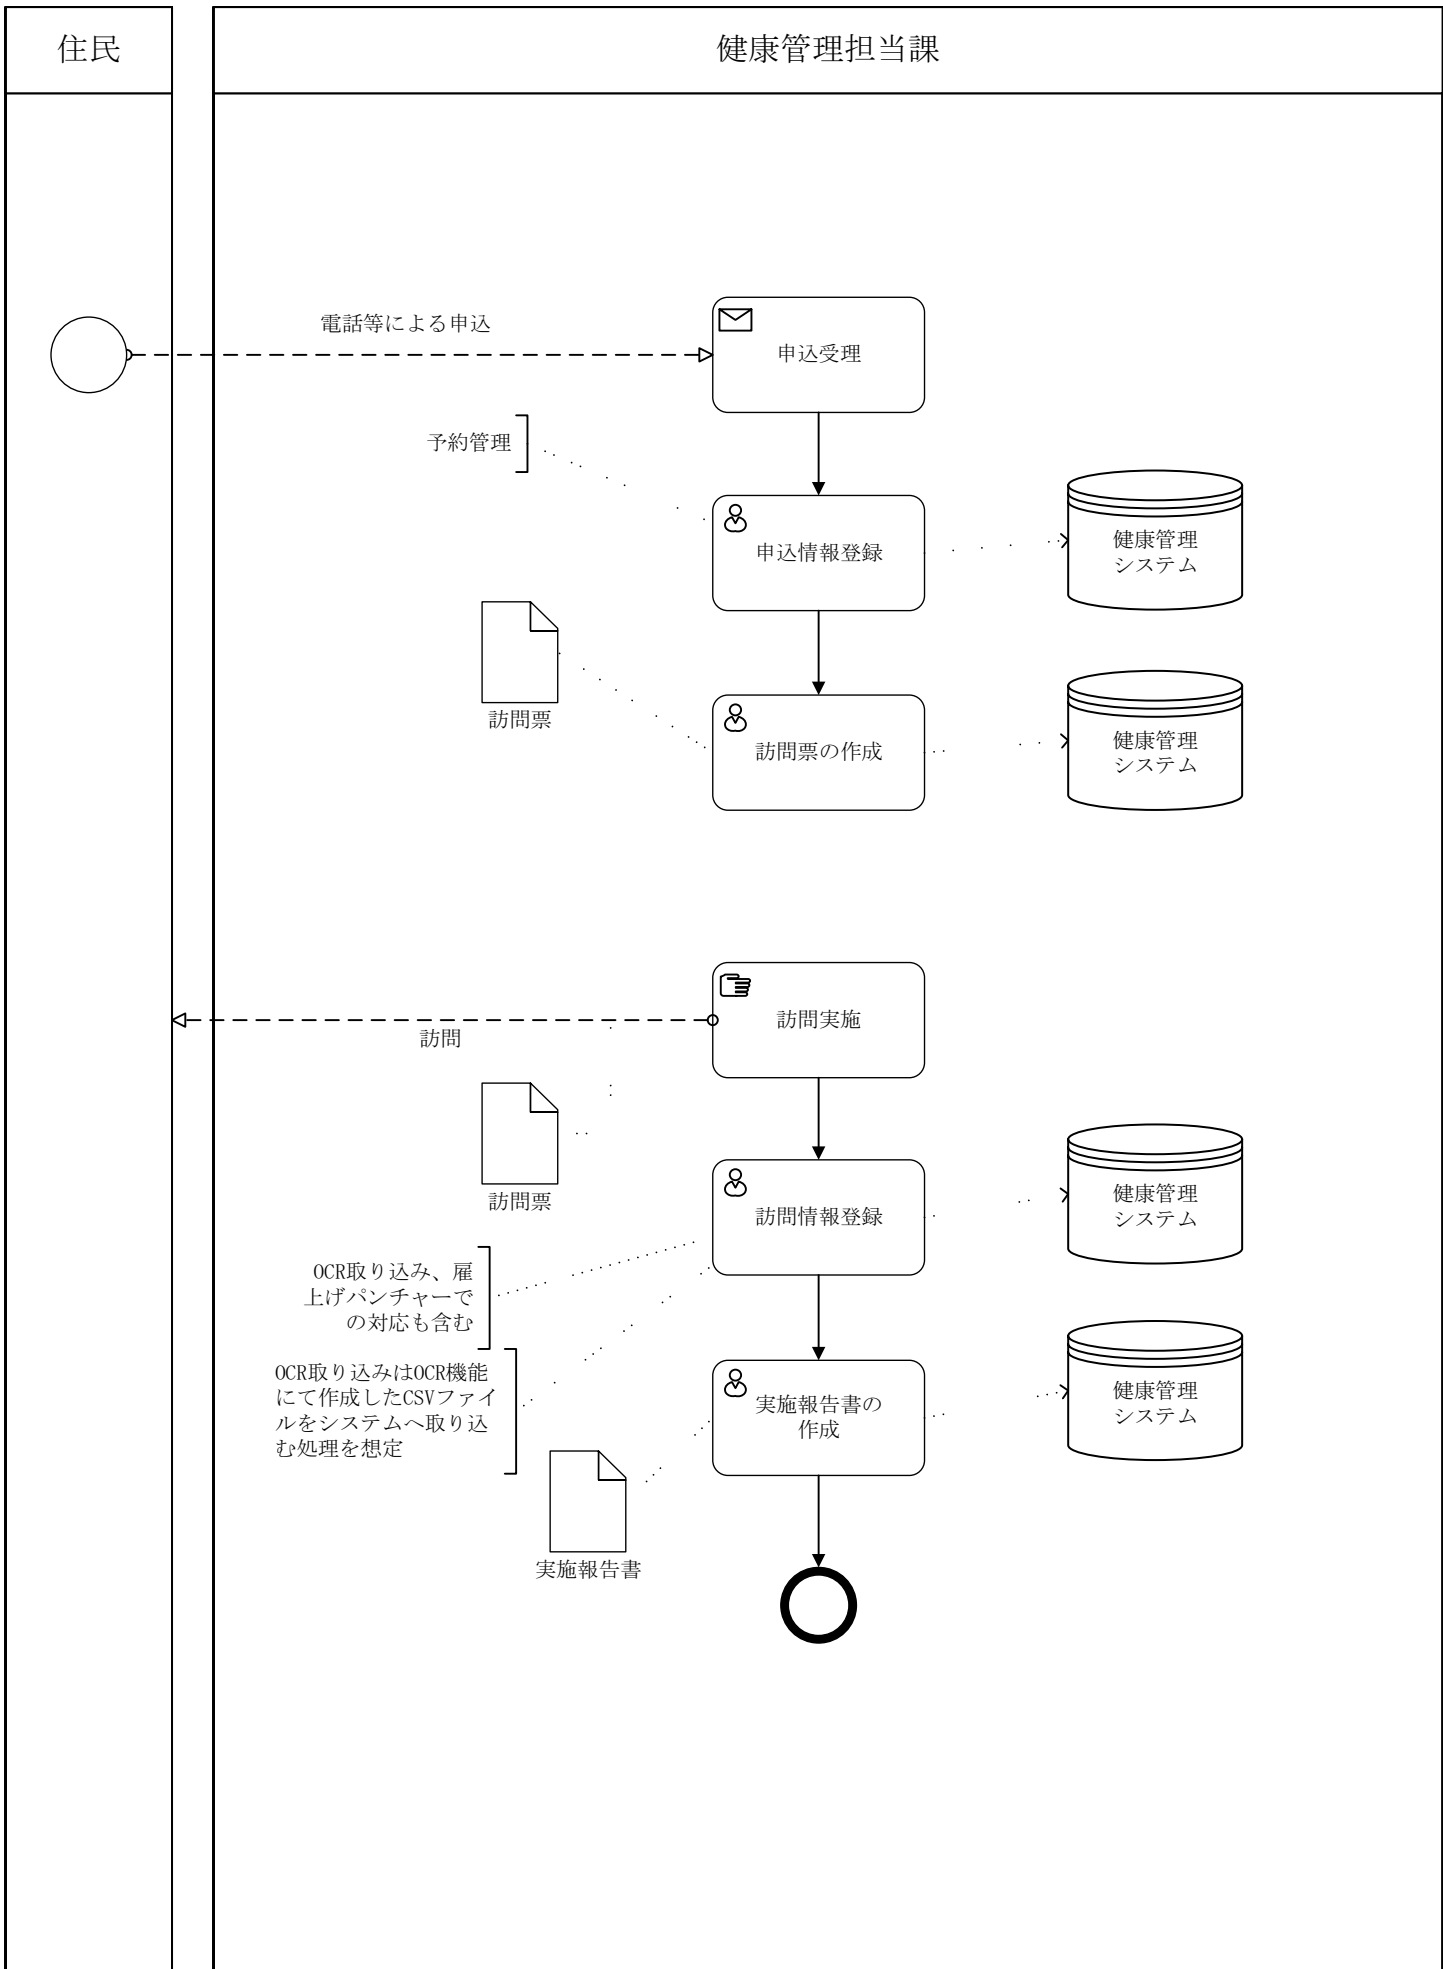 住民
健康管理担当課
電話等による申込
申込受理
予約管理
申込情報登録
健康管理
システム
訪問票
訪問票の作成
健康管理
システム
訪問実施
訪問
訪問票
訪問情報登録
健康管理
システム
OCR取り込み、雇
上げパンチャーで
の対応も含む
OCR取り込みはOCR機能
にて作成したCSVファイ
ルをシステムへ取り込
む処理を想定
実施報告書の
作成
健康管理
システム
実施報告書